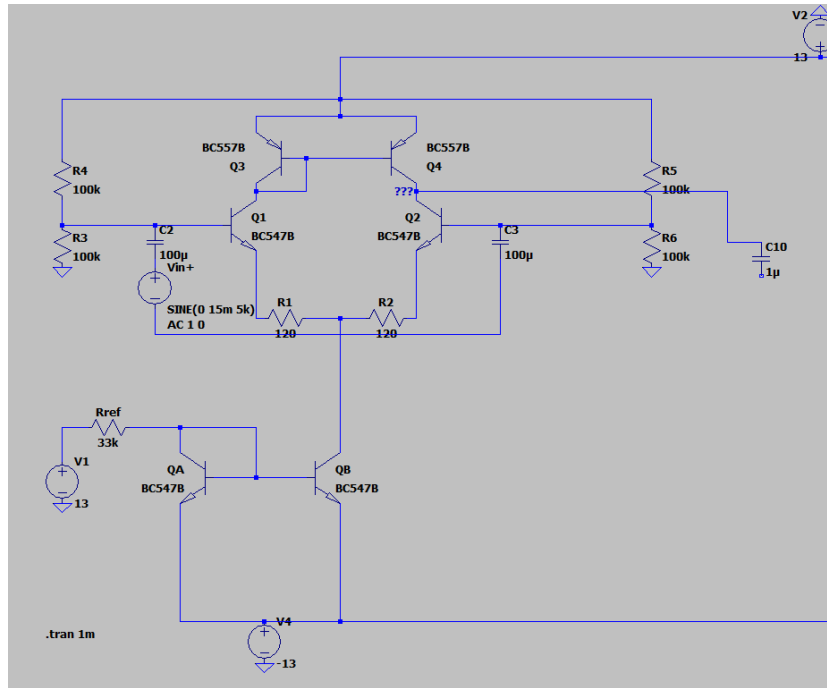 V2
13
BC557B
Q3
BC557B
Q4
R4
100k
R5
100k
???
Q1
BC547B
Q2
BC547B
R3
100k
C2
100µ
C3
100µ
R6
100k
C10
1µ
Vin+
SINE(0 15m 5k)
AC 1 0
R1
120
R2
120
Rref
33k
V1
13
QA
BC547B
QB
BC547B
V4
-13
.tran 1m